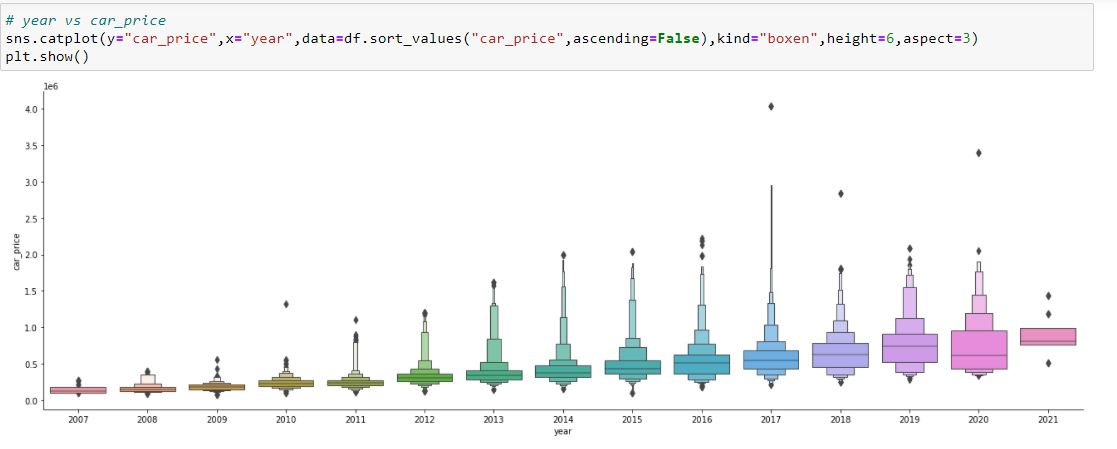 # year vs car_price
sns.catplot(y="car_price",x="year",data=df.sort_values("car_price",ascending=False),kind="boxen",height=6,aspect=3)
plt.show()
1e6
4.0
3.5
3.0
2.5
2.0
1.5
1.0
0.5
0.0
car_price
2007 2008 2009 2010 2011 2012 2013 2014 2015 2016 2017 2018 2019 2020 2021
year